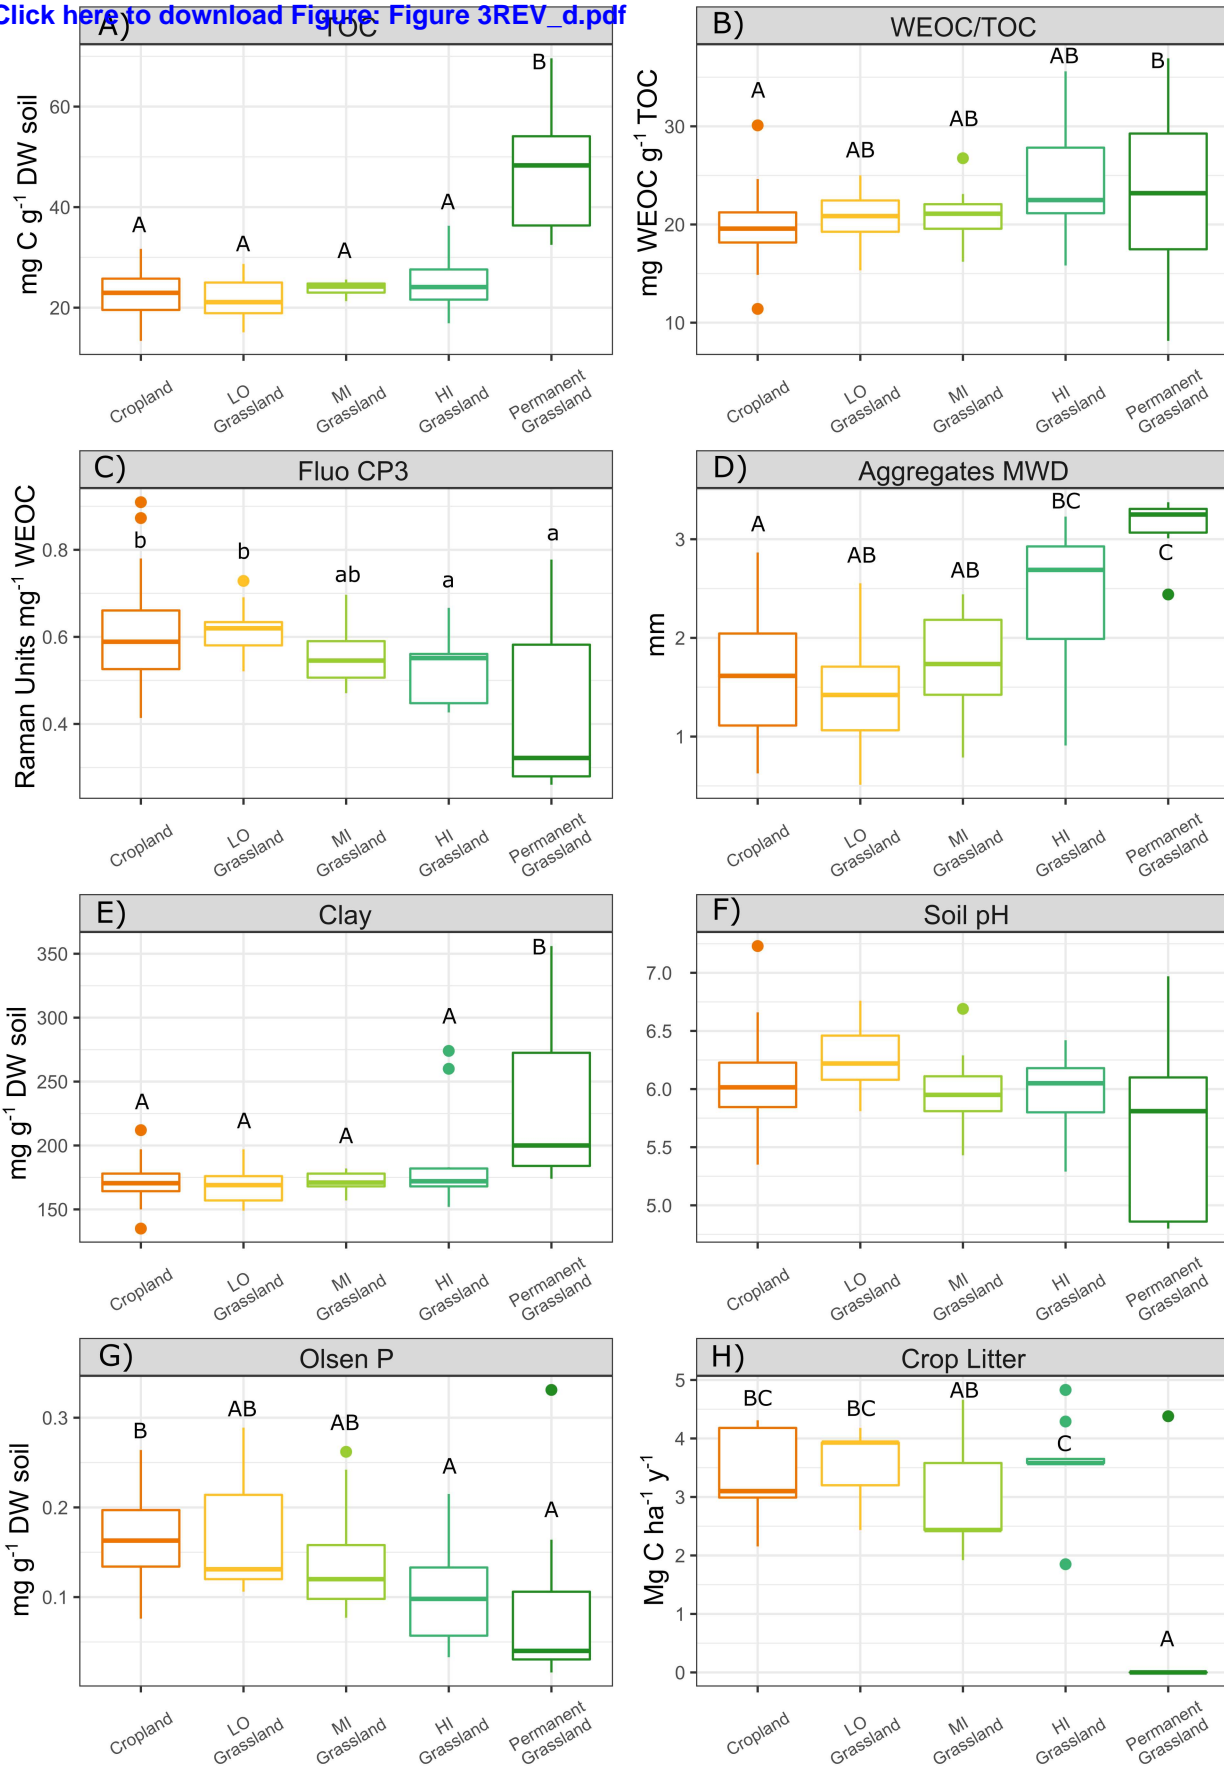 Click here to download Figure: Figure 3REV_d.pdf
A) TOC
mg C g-1 DW soil
60
40
20
A
A
A
A
B
Cropland
LO Grassland
MI Grassland
HI Grassland
Permanent Grassland
B) WEOC/TOC
mg WEOC g-1 TOC
30
20
10
A
AB
AB
AB
B
Cropland
LO Grassland
MI Grassland
HI Grassland
Permanent Grassland
C) Fluo CP3
Raman Units mg-1 WEOC
0.8
0.6
0.4
b
b
ab
a
a
Cropland
LO Grassland
MI Grassland
HI Grassland
Permanent Grassland
D) Aggregates MWD
mm
3
2
1
A
AB
AB
BC
C
Cropland
LO Grassland
MI Grassland
HI Grassland
Permanent Grassland
E) Clay
mg g-1 DW soil
350
300
250
200
150
A
A
A
A
B
Cropland
LO Grassland
MI Grassland
HI Grassland
Permanent Grassland
F) Soil pH
7.0
6.5
6.0
5.5
5.0
Cropland
LO Grassland
MI Grassland
HI Grassland
Permanent Grassland
G) Olsen P
mg g-1 DW soil
0.3
0.2
0.1
B
AB
AB
A
A
Cropland
LO Grassland
MI Grassland
HI Grassland
Permanent Grassland
H) Crop Litter
Mg C ha-1 y-1
5
4
3
2
1
0
BC
BC
AB
C
A
Cropland
LO Grassland
MI Grassland
HI Grassland
Permanent Grassland